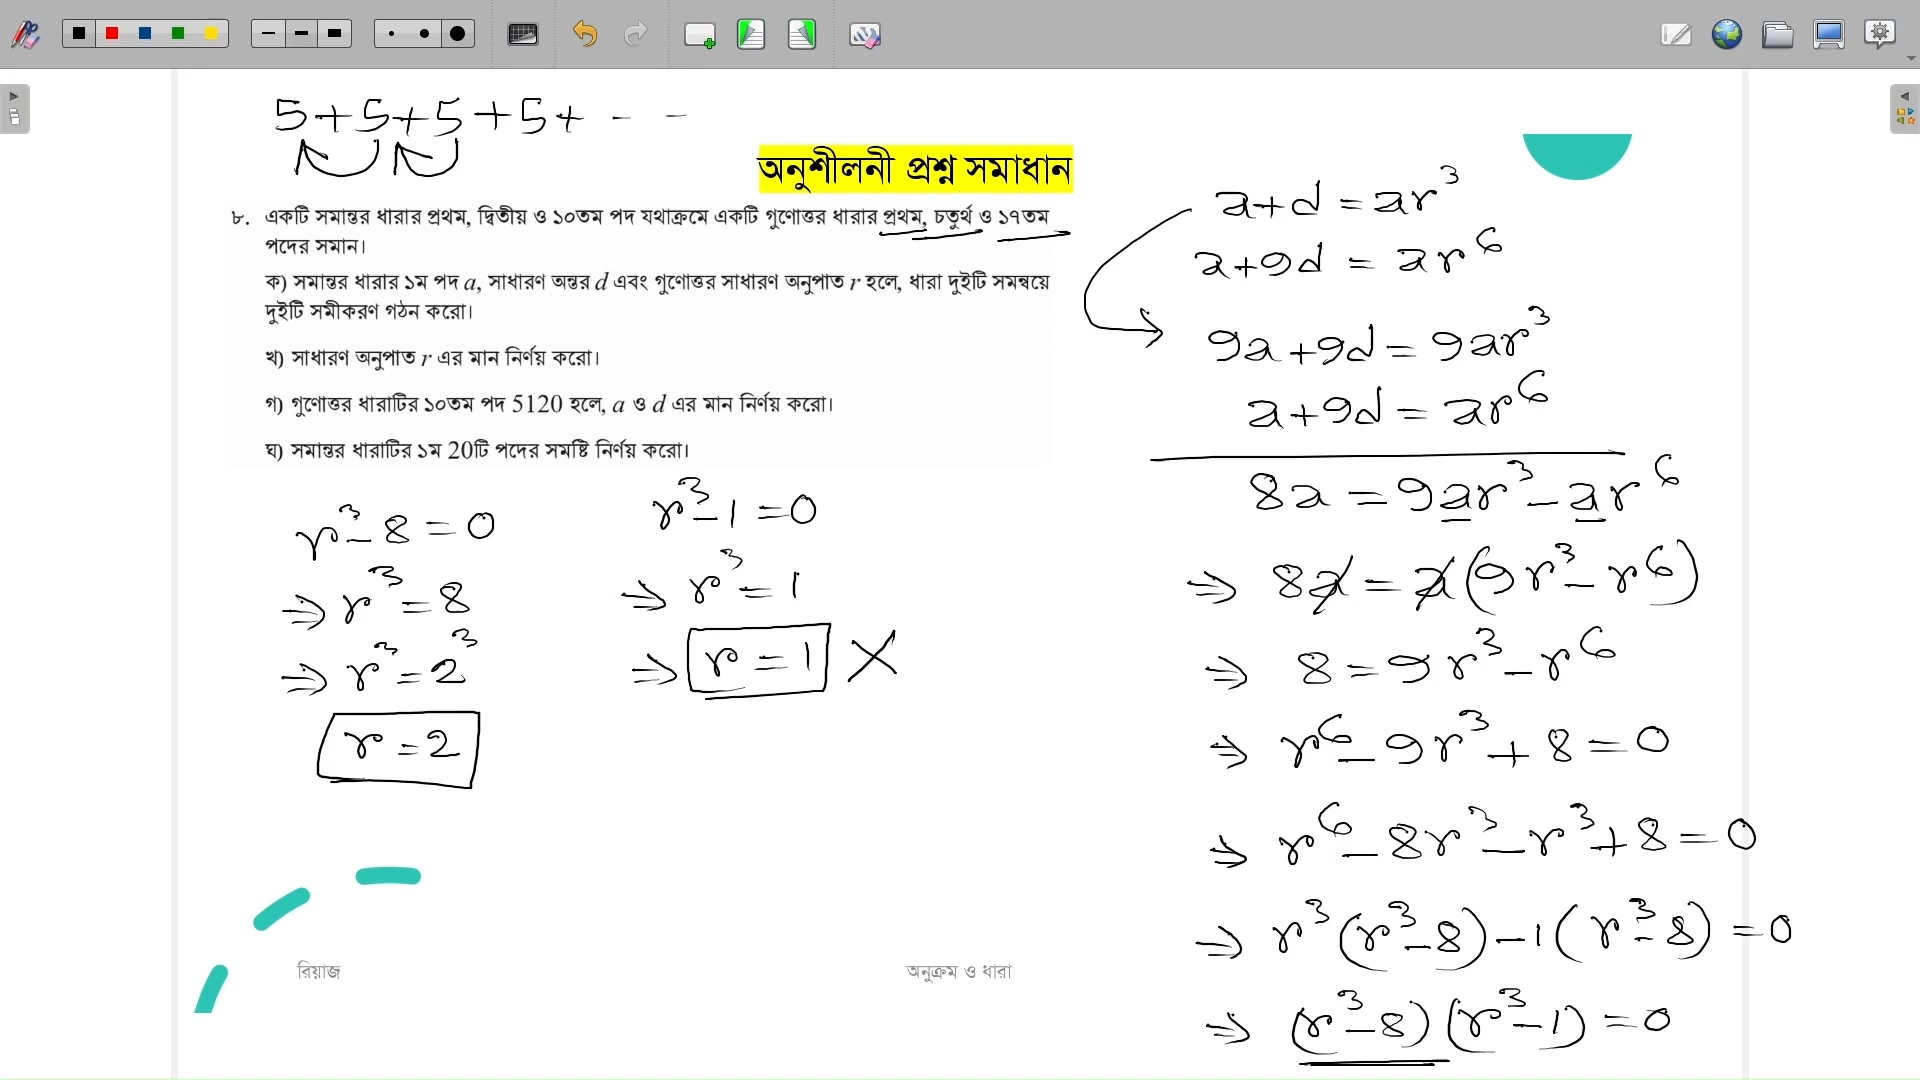 5+5+5+5+ - -
অনুশীলনী প্রশ্ন সমাধান
৮. একটি সমান্তর ধারার প্রথম, দ্বিতীয় ও ১০তম পদ যথাক্রমে একটি গুণোত্তর ধারার প্রথম, চতুর্থ ও ১৭তম
পদের সমান।
ক) সমান্তর ধারার ১ম পদ a, সাধারণ অন্তর d এবং গুণোত্তর সাধারণ অনুপাত r হলে, ধারা দুইটি সমন্বয়ে
দুইটি সমীকরণ গঠন করো।
খ) সাধারণ অনুপাত r এর মান নির্ণয় করো।
গ) গুণোত্তর ধারাটির ১০তম পদ 5120 হলে, a ও d এর মান নির্ণয় করো।
ঘ) সমান্তর ধারাটির ১ম 20টি পদের সমষ্টি নির্ণয় করো।
r³-8=0
⇒ r³=8
⇒ r³=2³
r=2
r³-1=0
⇒ r³=1
⇒ r=1 ×
a+d=ar³
a+9d=ar⁶
9a+9d=9ar³
a+9d=ar⁶
8a=9ar³-ar⁶
⇒ 8a=a(9r³-r⁶)
⇒ 8=9r³-r⁶
⇒ r⁶-9r³+8=0
⇒ r⁶-8r³-r³+8=0
⇒ r³(r³-8)-1(r³-8)=0
⇒ (r³-8)(r³-1)=0
রিয়াজ
অনুক্রম ও ধারা